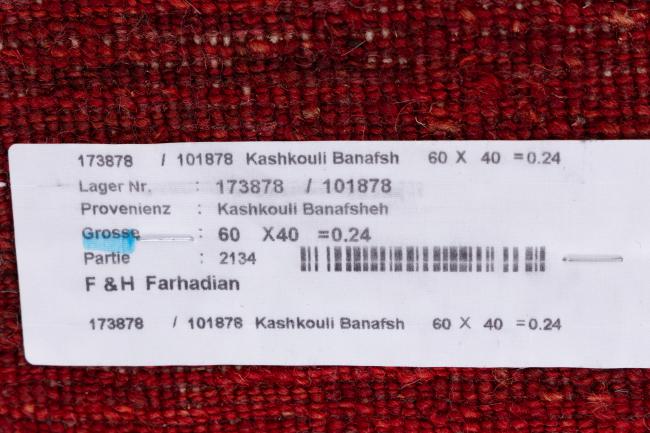 173878 / 101878 Kashkouli Banafsh 60 X 40 =0.24
Lager Nr. : 173878 / 101878
Provenienz : Kashkouli Banafsheh
Grosse : 60 X40 =0.24
Partie : 2134
F & H Farhadian
173878 / 101878 Kashkouli Banafsh 60 X 40 =0.24